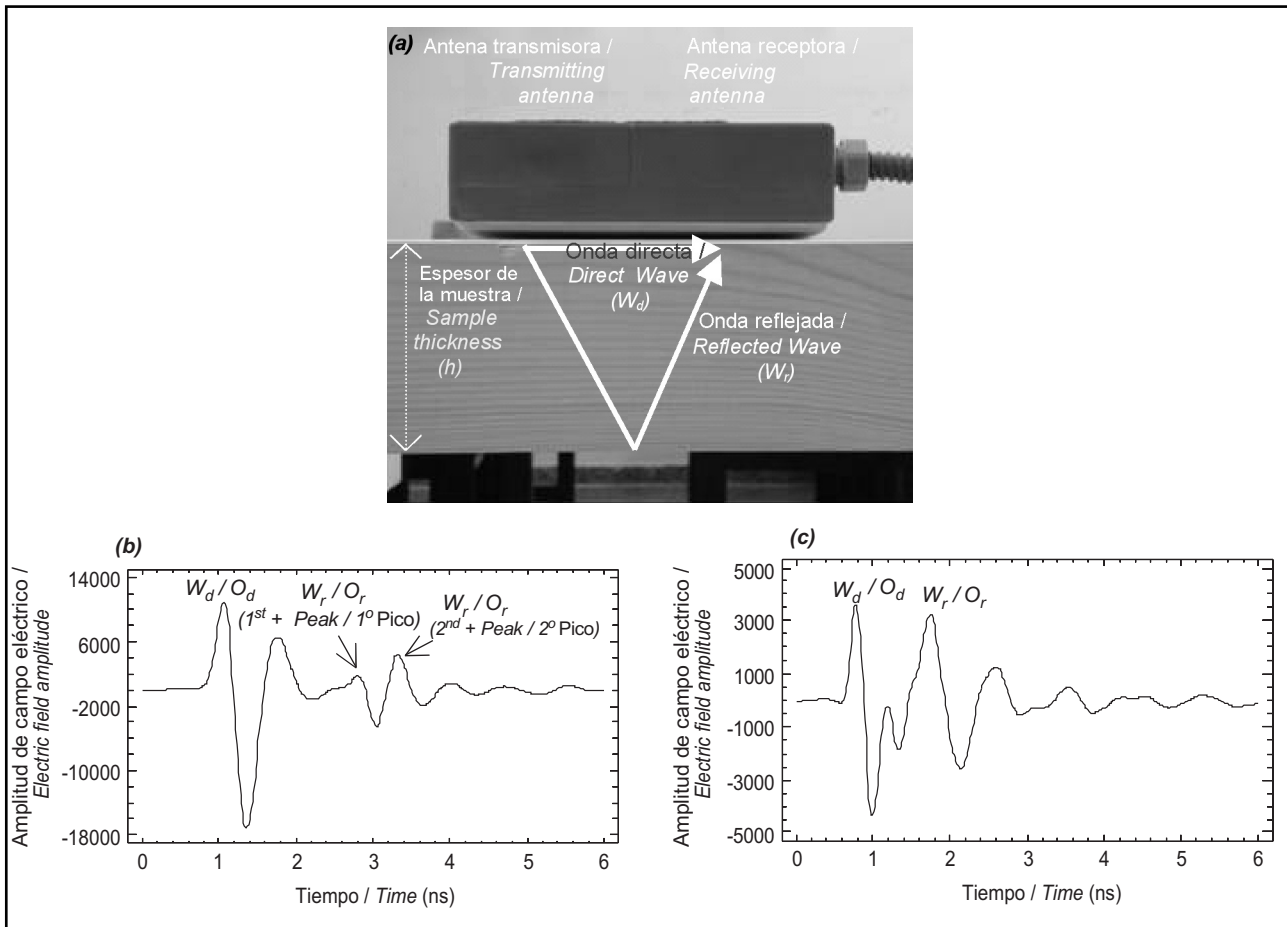 (a)
Antena transmisora /
Transmitting
antenna
Antena receptora /
Receiving
antenna
Onda directa /
Direct Wave
(Wd)
Espesor de
la muestra /
Sample
thickness
(h)
Onda reflejada /
Reflected Wave
(Wr)
(b)
Amplitud de campo eléctrico /
Electric field amplitude
14000
6000
-2000
-10000
-18000
Wd / Od
Wr / Or
(1st + Peak / 1o Pico)
Wr / Or
(2nd + Peak / 2o Pico)
0 1 2 3 4 5 6
Tiempo / Time (ns)
(c)
Amplitud de campo eléctrico /
Electric field amplitude
5000
3000
1000
-1000
-3000
-5000
Wd / Od
Wr / Or
0 1 2 3 4 5 6
Tiempo / Time (ns)